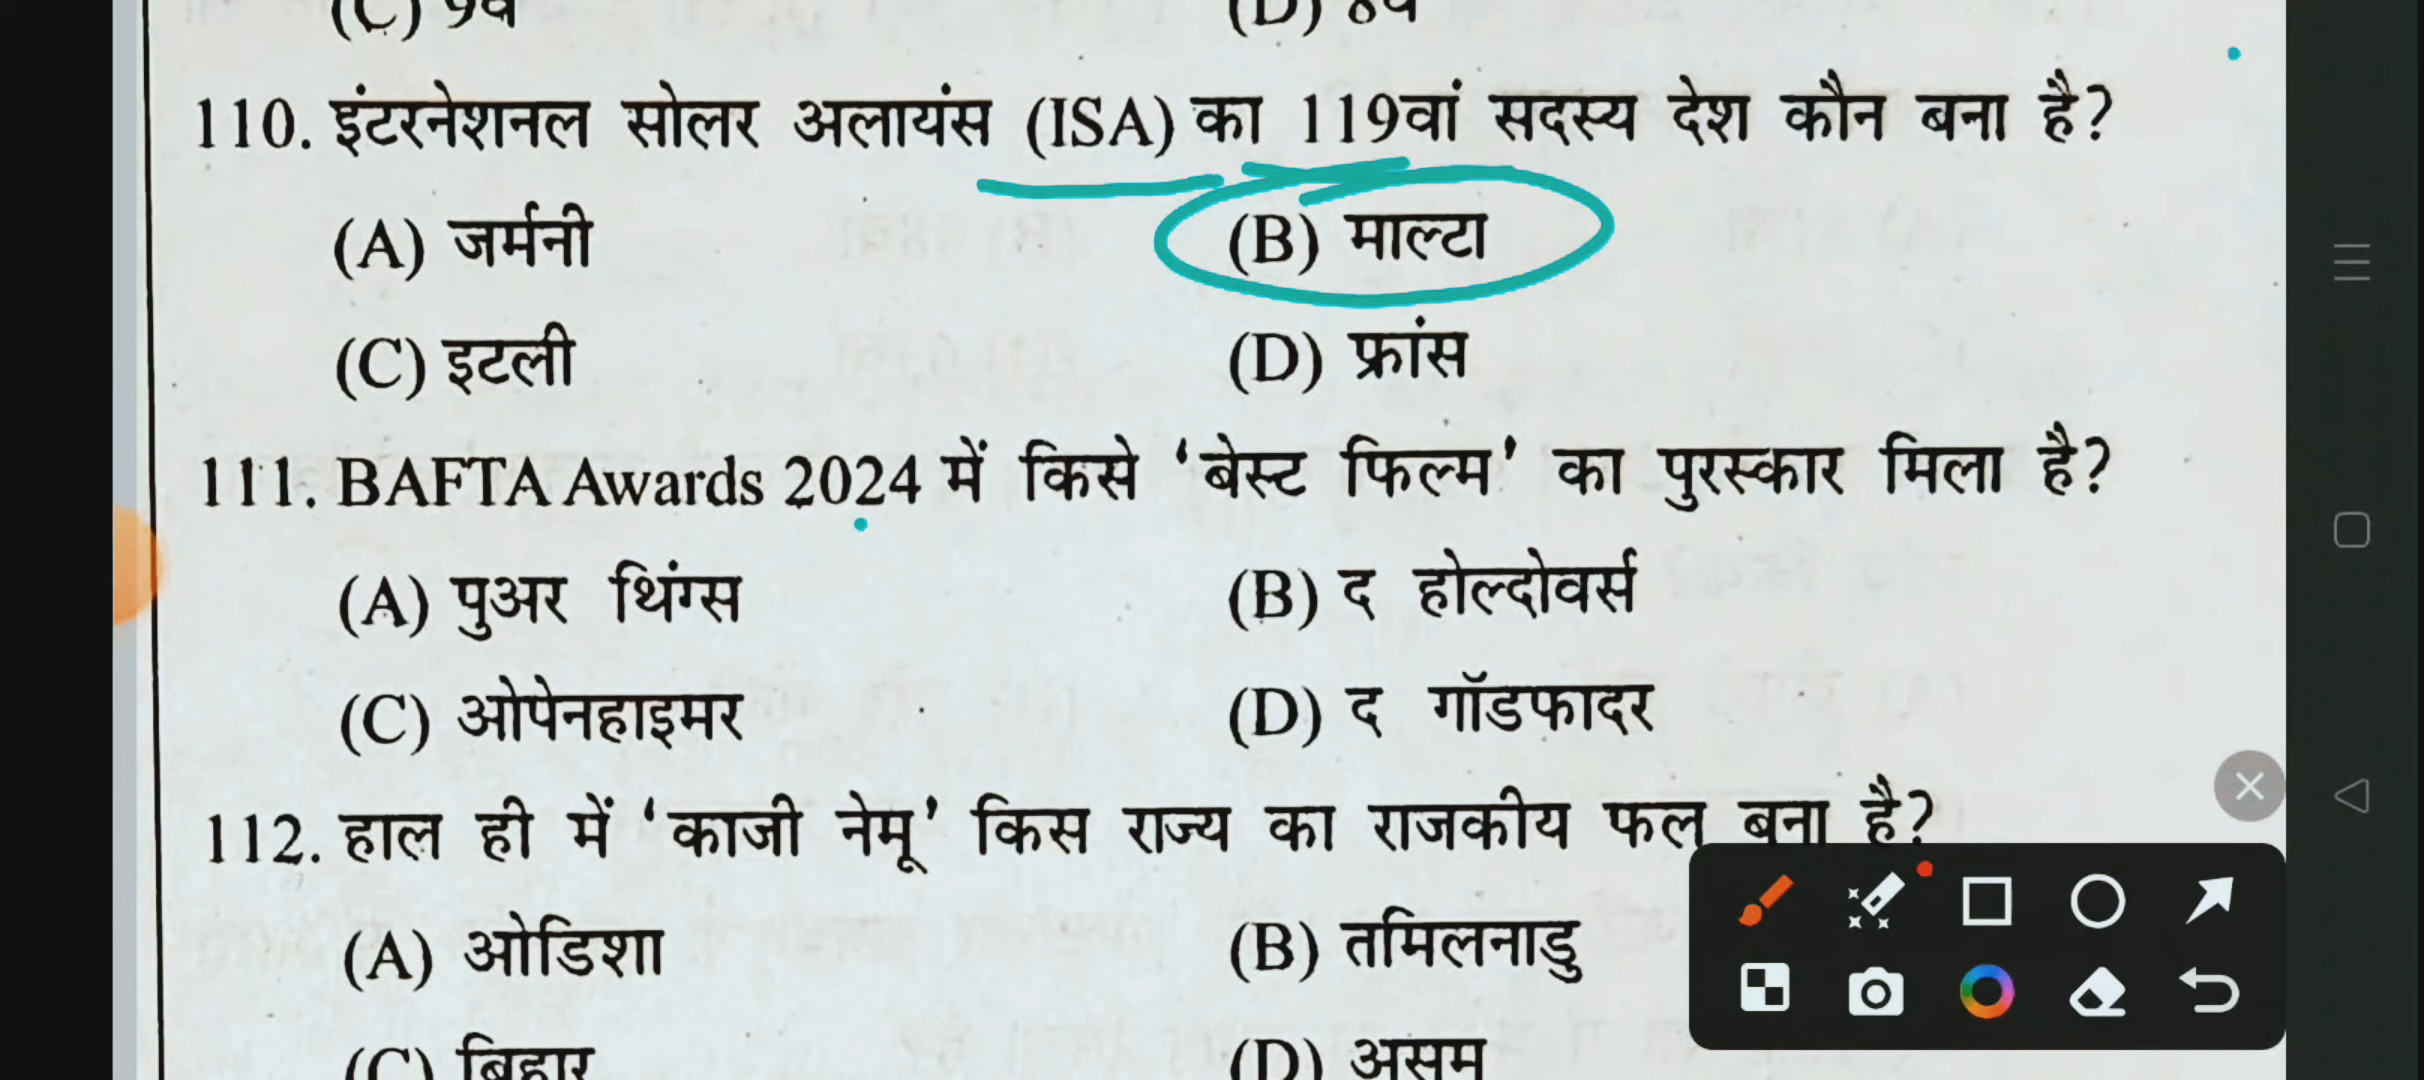 110. इंटरनेशनल सोलर अलायंस (ISA) का 119वां सदस्य देश कौन बना है?
(A) जर्मनी (B) माल्टा
(C) इटली (D) फ्रांस
111. BAFTA Awards 2024 में किसे ‘बेस्ट फिल्म’ का पुरस्कार मिला है?
(A) पुअर थिंग्स (B) द होल्दोवर्स
(C) ओपेनहाइमर (D) द गॉडफादर
112. हाल ही में ‘काजी नेमू’ किस राज्य का राजकीय फल बना है?
(A) ओडिशा (B) तमिलनाडु
(C) बिहार (D) असम